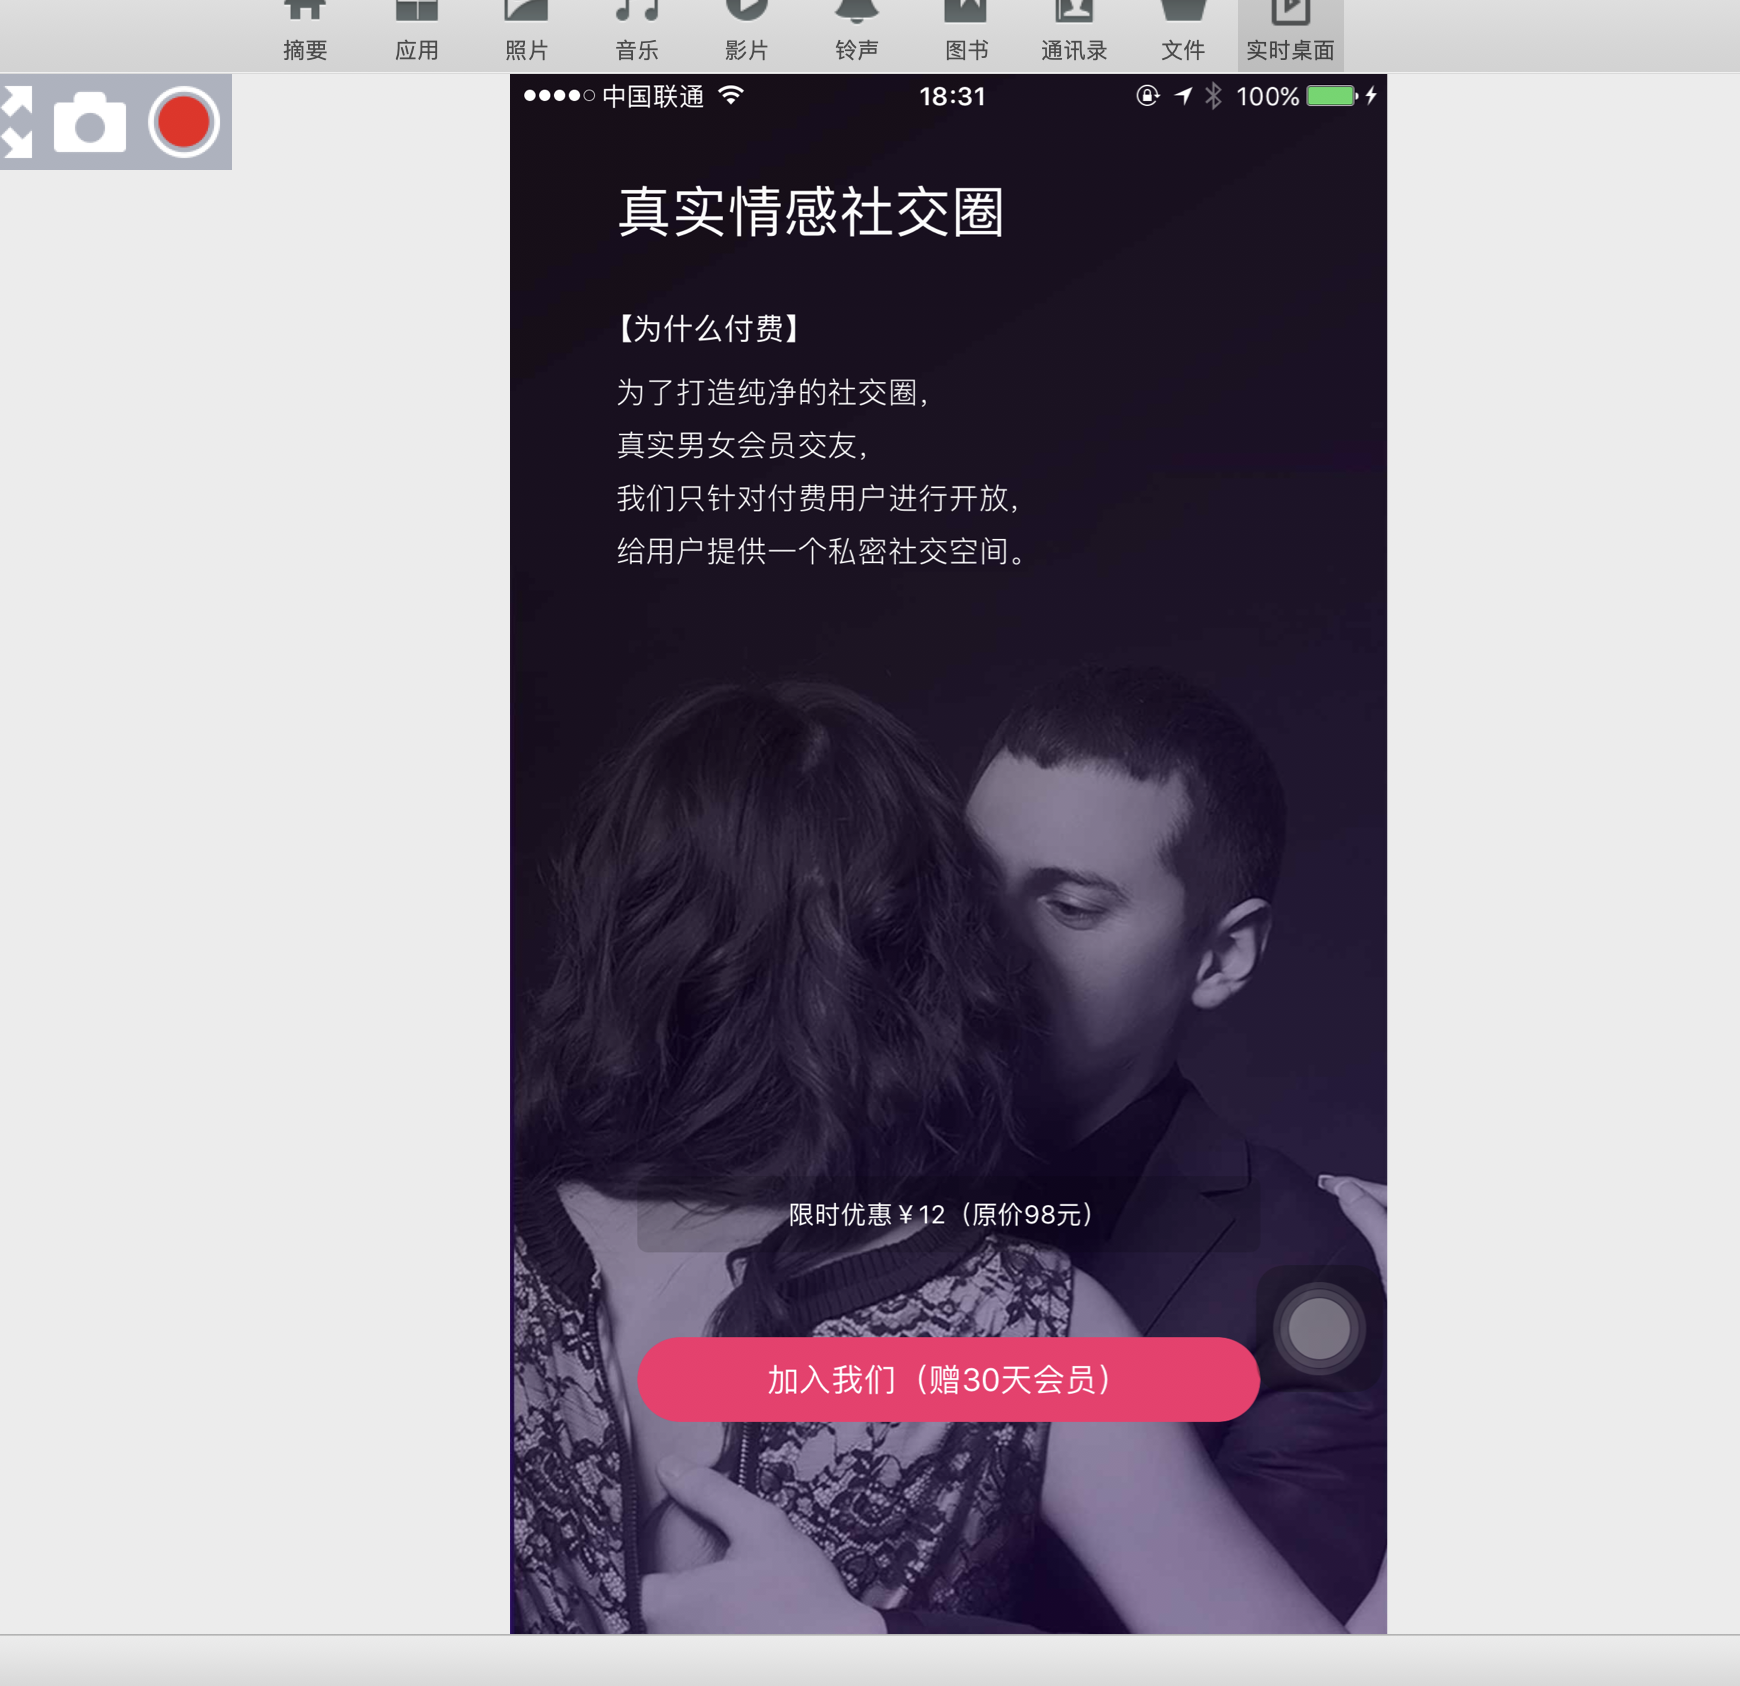 摘要 应用 照片 音乐 影片 铃声 图书 通讯录 文件 实时桌面
中国联通 18:31 100%
真实情感社交圈
【为什么付费】
为了打造纯净的社交圈，
真实男女会员交友，
我们只针对付费用户进行开放，
给用户提供一个私密社交空间。
限时优惠￥12（原价98元）
加入我们（赠30天会员）